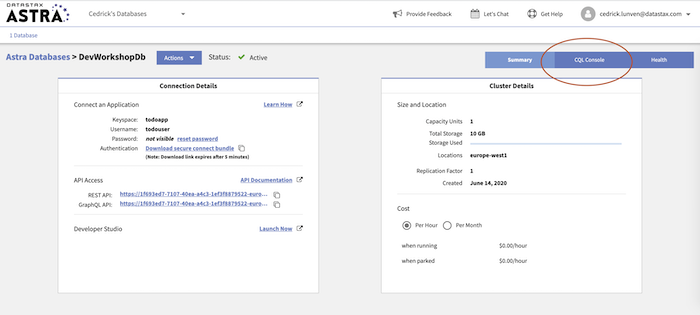 DATASTAX
ASTRA
Cedrick's Databases
Provide Feedback
Let's Chat
Get Help
cedrick.lunven@datastax.com
1 Database
Astra Databases > DevWorkshopDb
Actions
Status:
Active
Summary
CQL Console
Health
Connection Details
Connect an Application
Learn How
Keyspace: todoapp
Username: todouser
Password: not visible reset password
Authentication Download secure connect bundle
(Note: Download link expires after 5 minutes)
API Access
API Documentation
REST API: https://1f693ed7-7107-40ea-a4c3-1ef3f8879522-euro...
GraphQL API: https://1f693ed7-7107-40ea-a4c3-1ef3f8879522-euro...
Developer Studio
Launch Now
Cluster Details
Size and Location
Capacity Units 1
Total Storage 10 GB
Storage Used
Locations europe-west1
Replication Factor 1
Created June 14, 2020
Cost
Per Hour
Per Month
when running $0.00/hour
when parked $0.00/hour